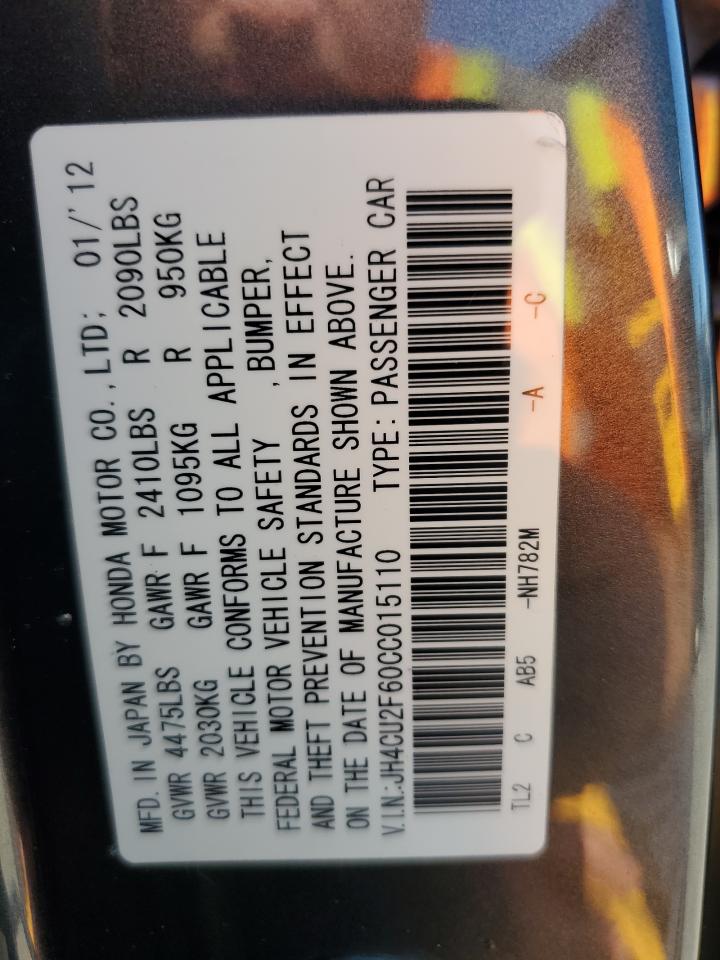 MFD. IN JAPAN BY HONDA MOTOR CO., LTD; 01/'12
GVWR 4475LBS GAWR F 2410LBS R 2090LBS
GVWR 2030KG GAWR F 1095KG R 950KG
THIS VEHICLE CONFORMS TO ALL APPLICABLE
FEDERAL MOTOR VEHICLE SAFETY ,BUMPER,
AND THEFT PREVENTION STANDARDS IN EFFECT
ON THE DATE OF MANUFACTURE SHOWN ABOVE.
V.I.N.:JH4CU2F60CC015110 TYPE: PASSENGER CAR
TL2 C AB5 -NH782M -A -C